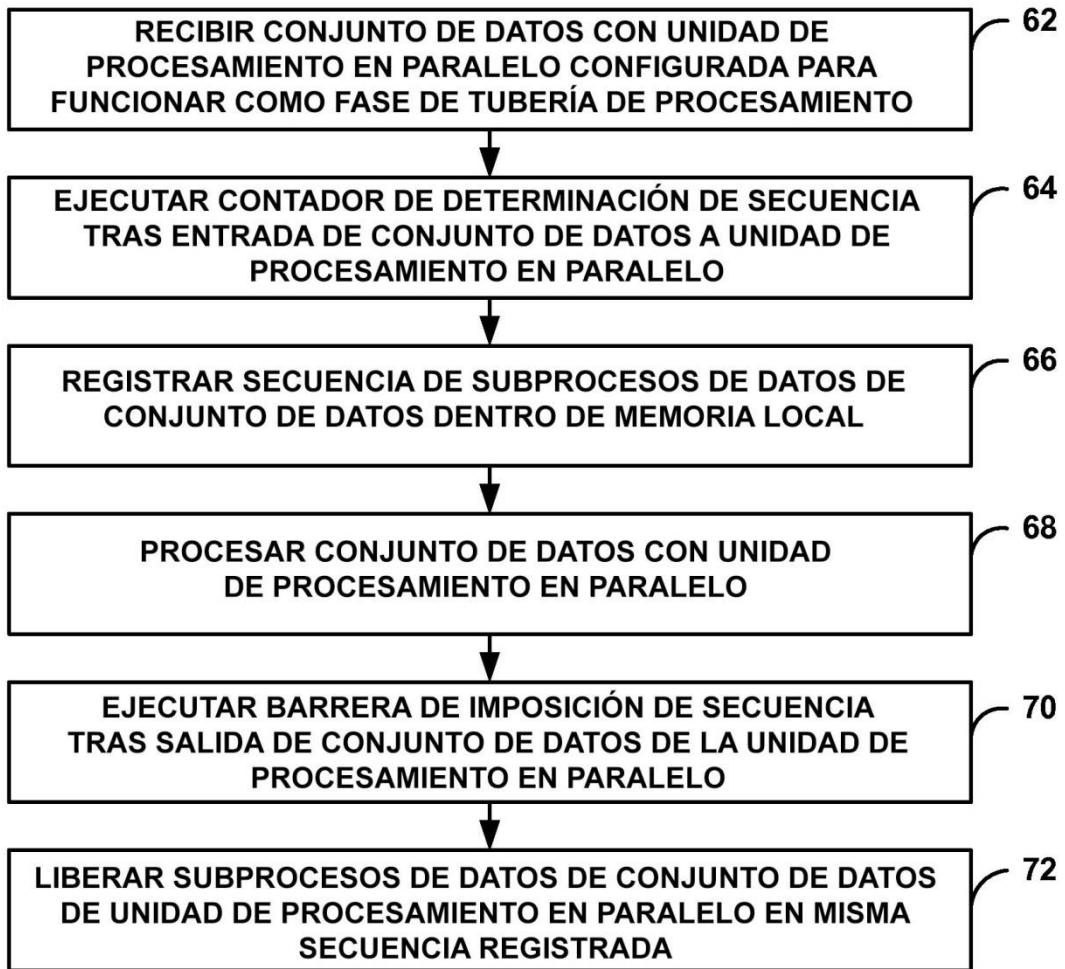 RECIBIR CONJUNTO DE DATOS CON UNIDAD DE
PROCESAMIENTO EN PARALELO CONFIGURADA PARA
FUNCIONAR COMO FASE DE TUBERÍA DE PROCESAMIENTO
62
EJECUTAR CONTADOR DE DETERMINACIÓN DE SECUENCIA
TRAS ENTRADA DE CONJUNTO DE DATOS A UNIDAD DE
PROCESAMIENTO EN PARALELO
64
REGISTRAR SECUENCIA DE SUBPROCESOS DE DATOS DE
CONJUNTO DE DATOS DENTRO DE MEMORIA LOCAL
66
PROCESAR CONJUNTO DE DATOS CON UNIDAD
DE PROCESAMIENTO EN PARALELO
68
EJECUTAR BARRERA DE IMPOSICIÓN DE SECUENCIA
TRAS SALIDA DE CONJUNTO DE DATOS DE LA UNIDAD DE
PROCESAMIENTO EN PARALELO
70
LIBERAR SUBPROCESOS DE DATOS DE CONJUNTO DE DATOS
DE UNIDAD DE PROCESAMIENTO EN PARALELO EN MISMA
SECUENCIA REGISTRADA
72